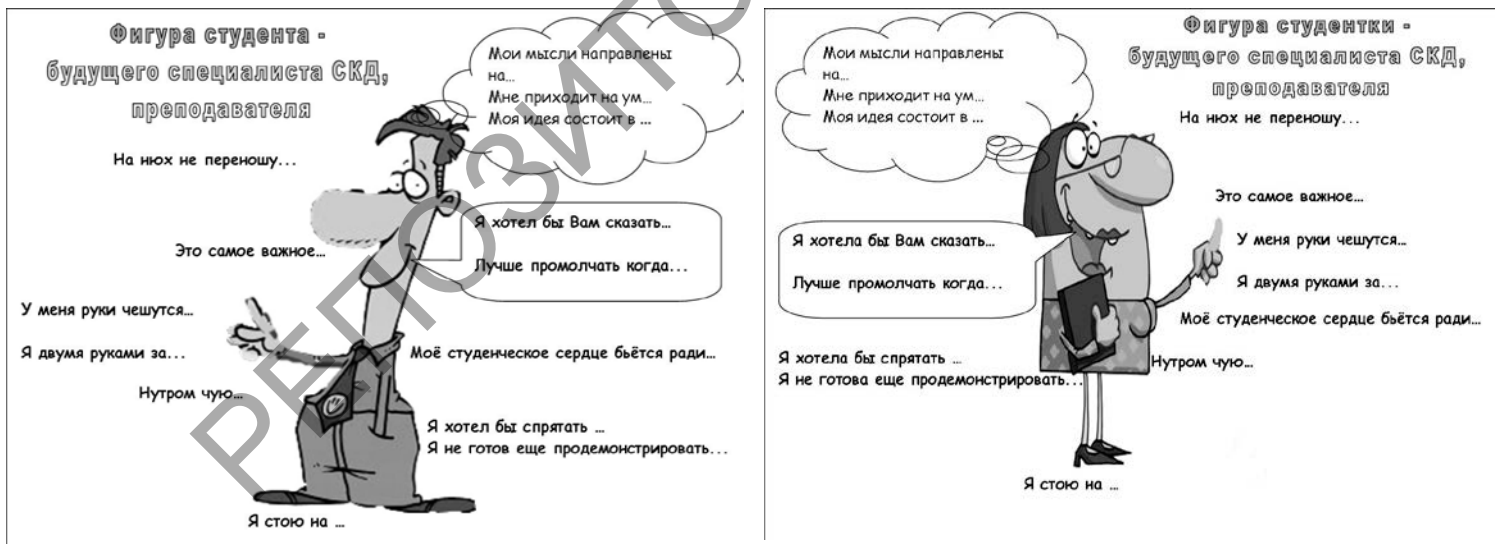 Фигура студента -
будущего специалиста СКД,
преподавателя
Мои мысли направлены
на...
Мне приходит на ум...
Моя идея состоит в ...
На нюх не переношу...
Я хотел бы Вам сказать...
Это самое важное...
Лучше промолчать когда...
У меня руки чешутся...
Я двумя руками за...
Моё студенческое сердце бьётся ради...
Нутром чую...
Я хотел бы спрятать ...
Я не готов еще продемонстрировать...
Я стою на ...
Фигура студентки -
будущего специалиста СКД,
преподавателя
Мои мысли направлены
на...
Мне приходит на ум...
Моя идея состоит в ...
На нюх не переношу...
Это самое важное...
Я хотела бы Вам сказать...
У меня руки чешутся...
Лучше промолчать когда...
Я двумя руками за...
Моё студенческое сердце бьётся ради...
Я хотела бы спрятать ...
Нутром чую...
Я не готова еще продемонстрировать...
Я стою на ...